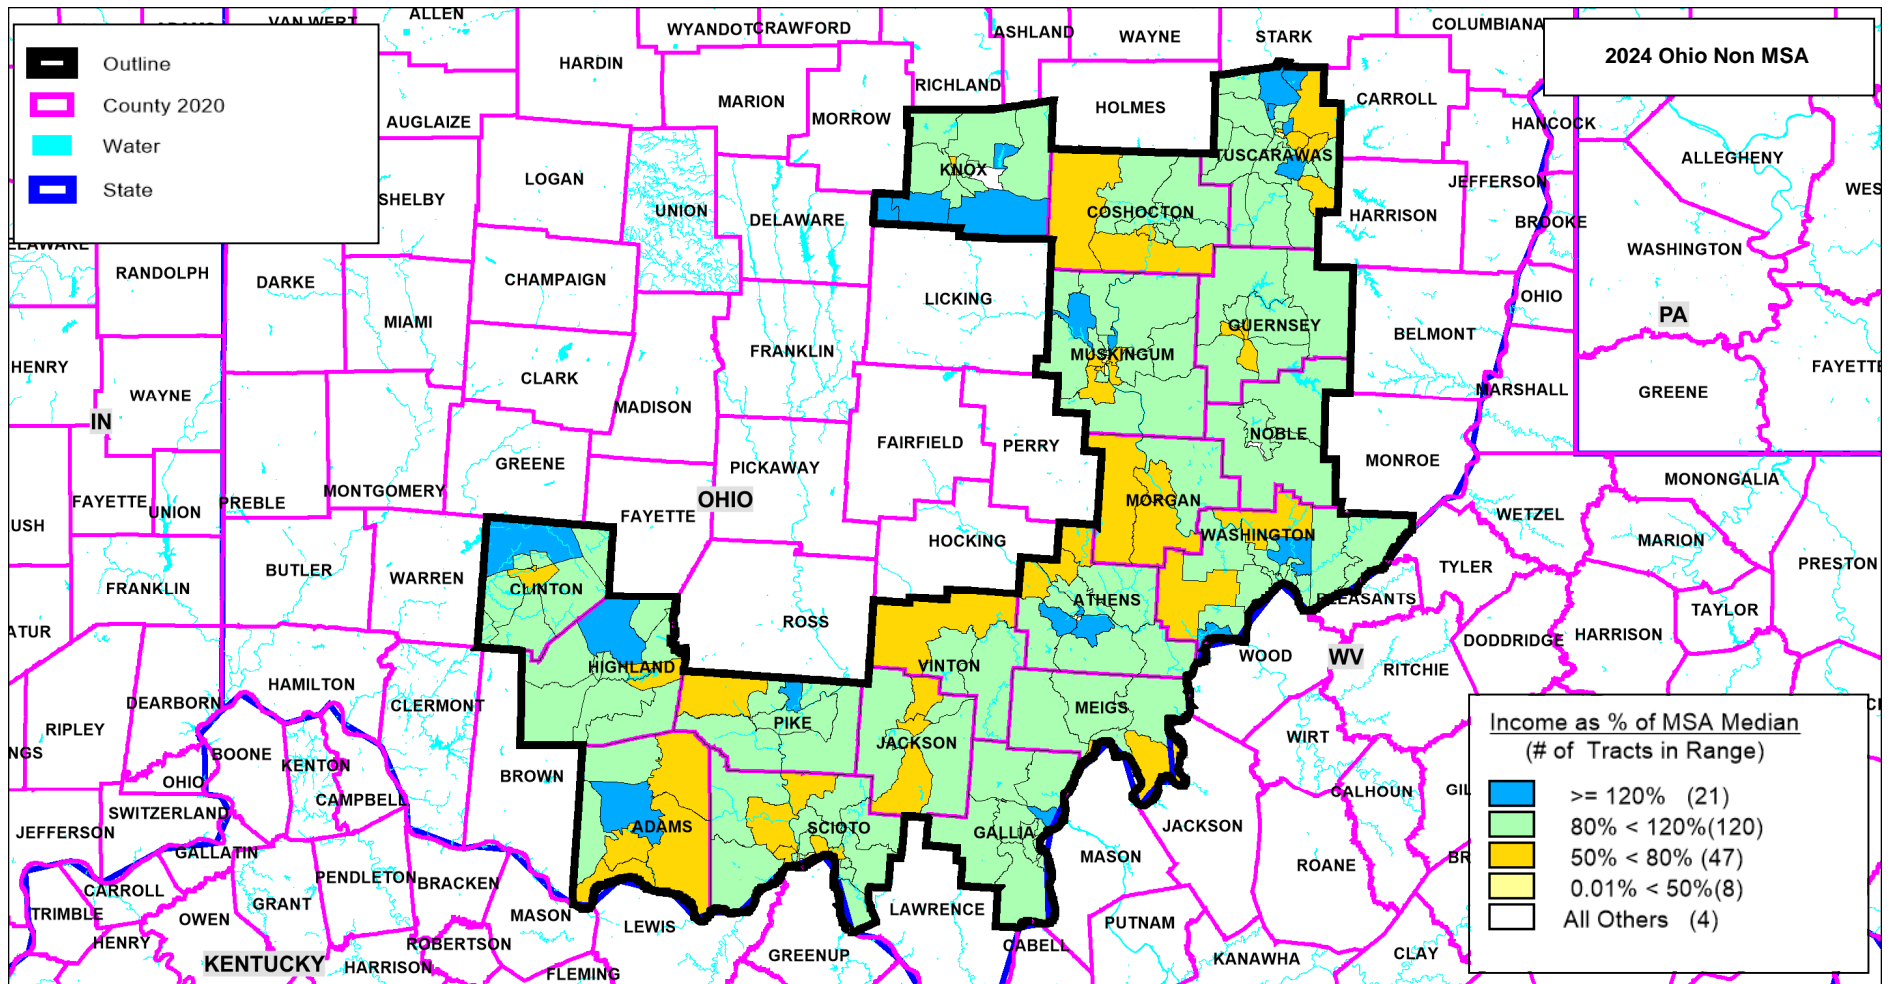 2024 Ohio Non MSA
Outline
County 2020
Water
State
ALLEN
VAN WERT
WYANDOT
CRAWFORD
ASHLAND
WAYNE
STARK
COLUMBIANA
HARDIN
RICHLAND
MARION
MORROW
HOLMES
CARROLL
HANCOCK
AUGLAIZE
ALLEGHENY
TUSCARAWAS
KNOX
LOGAN
JEFFERSON
WES
SHELBY
UNION
DELAWARE
COSHOCTON
HARRISON
BROOKE
WASHINGTON
RANDOLPH
DARKE
CHAMPAIGN
LICKING
OHIO
PA
MIAMI
GUERNSEY
BELMONT
HENRY
FRANKLIN
MUSKINGUM
FAYETTE
CLARK
WAYNE
MADISON
MARSHALL
GREENE
IN
FAIRFIELD
PERRY
NOBLE
MONROE
GREENE
PICKAWAY
MONONGALIA
MONTGOMERY
OHIO
MORGAN
FAYETTE
UNION
PREBLE
USH
FAYETTE
WETZEL
HOCKING
WASHINGTON
MARION
BUTLER
WARREN
TYLER
PRESTON
FRANKLIN
CLINTON
ATHENS
PLEASANTS
TAYLOR
ATUR
ROSS
DODDRIDGE
HARRISON
HIGHLAND
VINTON
WOOD
WV
RITCHIE
HAMILTON
DEARBORN
CLERMONT
MEIGS
RIPLEY
PIKE
WIRT
NGS
BOONE
KENTON
JACKSON
OHIO
BROWN
CAMPBELL
CALHOUN
GIL
SWITZERLAND
JEFFERSON
ADAMS
SCIOTO
GALLIA
JACKSON
GALLATIN
MASON
ROANE
BR
CARROLL
PENDLETON
BRACKEN
TRIMBLE
OWEN
GRANT
MASON
LEWIS
LAWRENCE
PUTNAM
HENRY
ROBERTSON
CABELL
KENTUCKY
HARRISON
FLEMING
GREENUP
KANAWHA
CLAY
Income as % of MSA Median
(# of Tracts in Range)
>= 120% (21)
80% < 120%(120)
50% < 80% (47)
0.01% < 50%(8)
All Others (4)